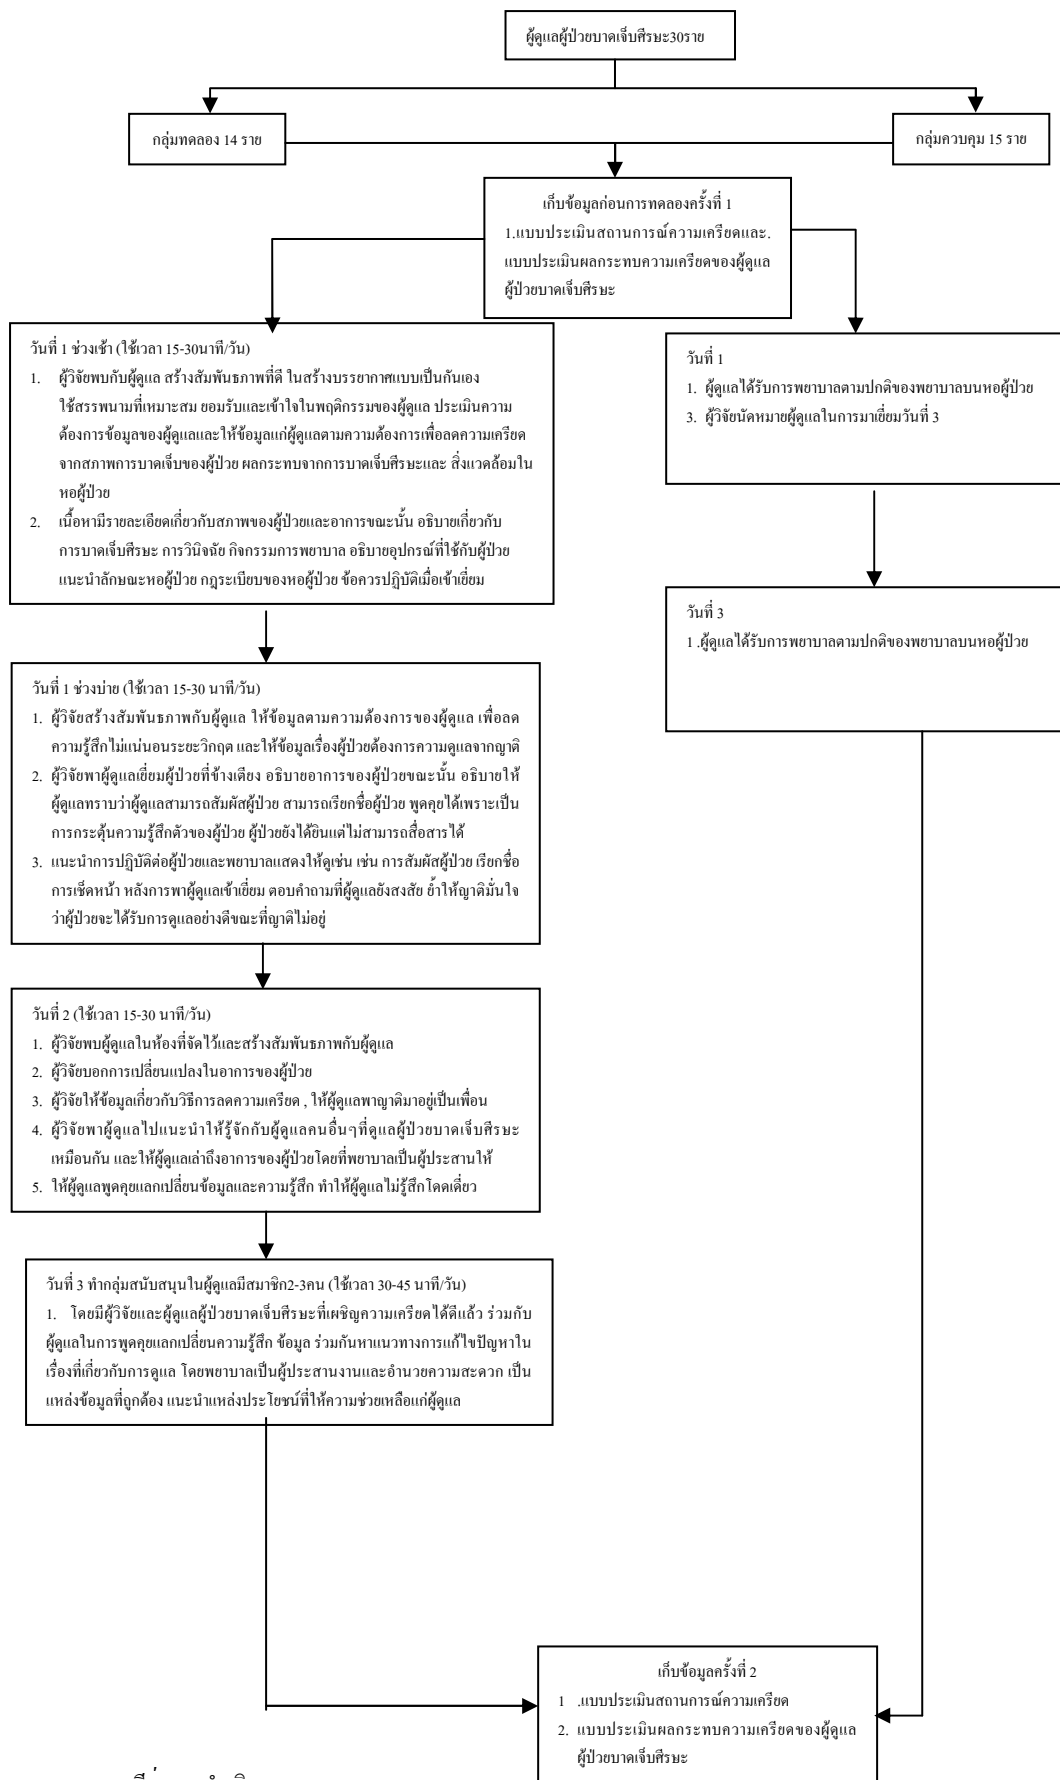 ผู้ดูแลผู้ป่วยบาดเจ็บศีรษะ30ราย
กลุ่มทดลอง 14 ราย
กลุ่มควบคุม 15 ราย
เก็บข้อมูลก่อนการทดลองครั้งที่ 1
1.แบบประเมินสถานการณ์ความเครียดและ.
แบบประเมินผลกระทบความเครียดของผู้ดูแล
ผู้ป่วยบาดเจ็บศีรษะ
วันที่ 1 ช่วงเช้า (ใช้เวลา 15-30นาที/วัน)
1. ผู้วิจัยพบกับผู้ดูแล สร้างสัมพันธภาพที่ดี ในสร้างบรรยากาศแบบเป็นกันเอง
ใช้สรรพนามที่เหมาะสม ยอมรับและเข้าใจในพฤติกรรมของผู้ดูแล ประเมินความ
ต้องการข้อมูลของผู้ดูแลและให้ข้อมูลแก่ผู้ดูแลตามความต้องการเพื่อลดความเครียด
จากสภาพการบาดเจ็บของผู้ป่วย ผลกระทบจากการบาดเจ็บศีรษะและ สิ่งแวดล้อมใน
หอผู้ป่วย
2. เนื้อหามีรายละเอียดเกี่ยวกับสภาพของผู้ป่วยและอาการขณะนั้น อธิบายเกี่ยวกับ
การบาดเจ็บศีรษะ การวินิจฉัย กิจกรรมการพยาบาล อธิบายอุปกรณ์ที่ใช้กับผู้ป่วย
แนะนำลักษณะหอผู้ป่วย กฎระเบียบของหอผู้ป่วย ข้อควรปฏิบัติเมื่อเข้าเยี่ยม
วันที่ 1
1. ผู้ดูแลได้รับการพยาบาลตามปกติของพยาบาลบนหอผู้ป่วย
3. ผู้วิจัยนัดหมายผู้ดูแลในการมาเยี่ยมวันที่ 3
วันที่ 3
1 .ผู้ดูแลได้รับการพยาบาลตามปกติของพยาบาลบนหอผู้ป่วย
วันที่ 1 ช่วงบ่าย (ใช้เวลา 15-30 นาที/วัน)
1. ผู้วิจัยสร้างสัมพันธภาพกับผู้ดูแล ให้ข้อมูลตามความต้องการของผู้ดูแล เพื่อลด
ความรู้สึกไม่แน่นอนระยะวิกฤต และให้ข้อมูลเรื่องผู้ป่วยต้องการความดูแลจากญาติ
2. ผู้วิจัยพาผู้ดูแลเยี่ยมผู้ป่วยที่ข้างเตียง อธิบายอาการของผู้ป่วยขณะนั้น อธิบายให้
ผู้ดูแลทราบว่าผู้ดูแลสามารถสัมผัสผู้ป่วย สามารถเรียกชื่อผู้ป่วย พูดคุยได้เพราะเป็น
การกระตุ้นความรู้สึกตัวของผู้ป่วย ผู้ป่วยยังได้ยินแต่ไม่สามารถสื่อสารได้
3. แนะนำการปฏิบัติต่อผู้ป่วยและพยาบาลแสดงให้ดูเช่น เช่น การสัมผัสผู้ป่วย เรียกชื่อ
การเช็ดหน้า หลังการพาผู้ดูแลเข้าเยี่ยม ตอบคำถามที่ผู้ดูแลยังสงสัย ย้ำให้ญาติมั่นใจ
ว่าผู้ป่วยจะได้รับการดูแลอย่างดีขณะที่ญาติไม่อยู่
วันที่ 2 (ใช้เวลา 15-30 นาที/วัน)
1. ผู้วิจัยพบผู้ดูแลในห้องที่จัดไว้และสร้างสัมพันธภาพกับผู้ดูแล
2. ผู้วิจัยบอกการเปลี่ยนแปลงในอาการของผู้ป่วย
3. ผู้วิจัยให้ข้อมูลเกี่ยวกับวิธีการลดความเครียด , ให้ผู้ดูแลพาญาติมาอยู่เป็นเพื่อน
4. ผู้วิจัยพาผู้ดูแลไปแนะนำให้รู้จักกับผู้ดูแลคนอื่นๆที่ดูแลผู้ป่วยบาดเจ็บศีรษะ
เหมือนกัน และให้ผู้ดูแลเล่าถึงอาการของผู้ป่วยโดยที่พยาบาลเป็นผู้ประสานให้
5. ให้ผู้ดูแลพูดคุยแลกเปลี่ยนข้อมูลและความรู้สึก ทำให้ผู้ดูแลไม่รู้สึกโดดเดี่ยว
วันที่ 3 ทำกลุ่มสนับสนุนในผู้ดูแลมีสมาชิก2-3คน (ใช้เวลา 30-45 นาที/วัน)
1. โดยมีผู้วิจัยและผู้ดูแลผู้ป่วยบาดเจ็บศีรษะที่เผชิญความเครียดได้ดีแล้ว ร่วมกับ
ผู้ดูแลในการพูดคุยแลกเปลี่ยนความรู้สึก ข้อมูล ร่วมกันหาแนวทางการแก้ไขปัญหาใน
เรื่องที่เกี่ยวกับการดูแล โดยพยาบาลเป็นผู้ประสานงานและอำนวยความสะดวก เป็น
แหล่งข้อมูลที่ถูกต้อง แนะนำแหล่งประโยชน์ที่ให้ความช่วยเหลือแก่ผู้ดูแล
เก็บข้อมูลครั้งที่ 2
1 .แบบประเมินสถานการณ์ความเครียด
2. แบบประเมินผลกระทบความเครียดของผู้ดูแล
ผู้ป่วยบาดเจ็บศีรษะ